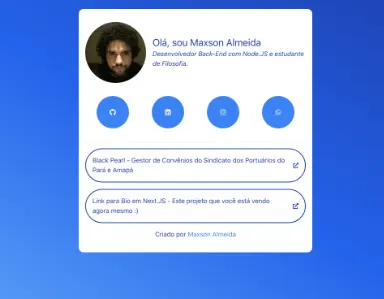 Olá, sou Maxson Almeida
Desenvolvedor Back-End com Node.JS e estudante
de Filosofia.
Black Pearl - Gestor de Convênios do Sindicato dos Portuários do
Pará e Amapá
Link para Bio em Next.JS - Este projeto que você está vendo
agora mesmo :)
Criado por Maxson Almeida